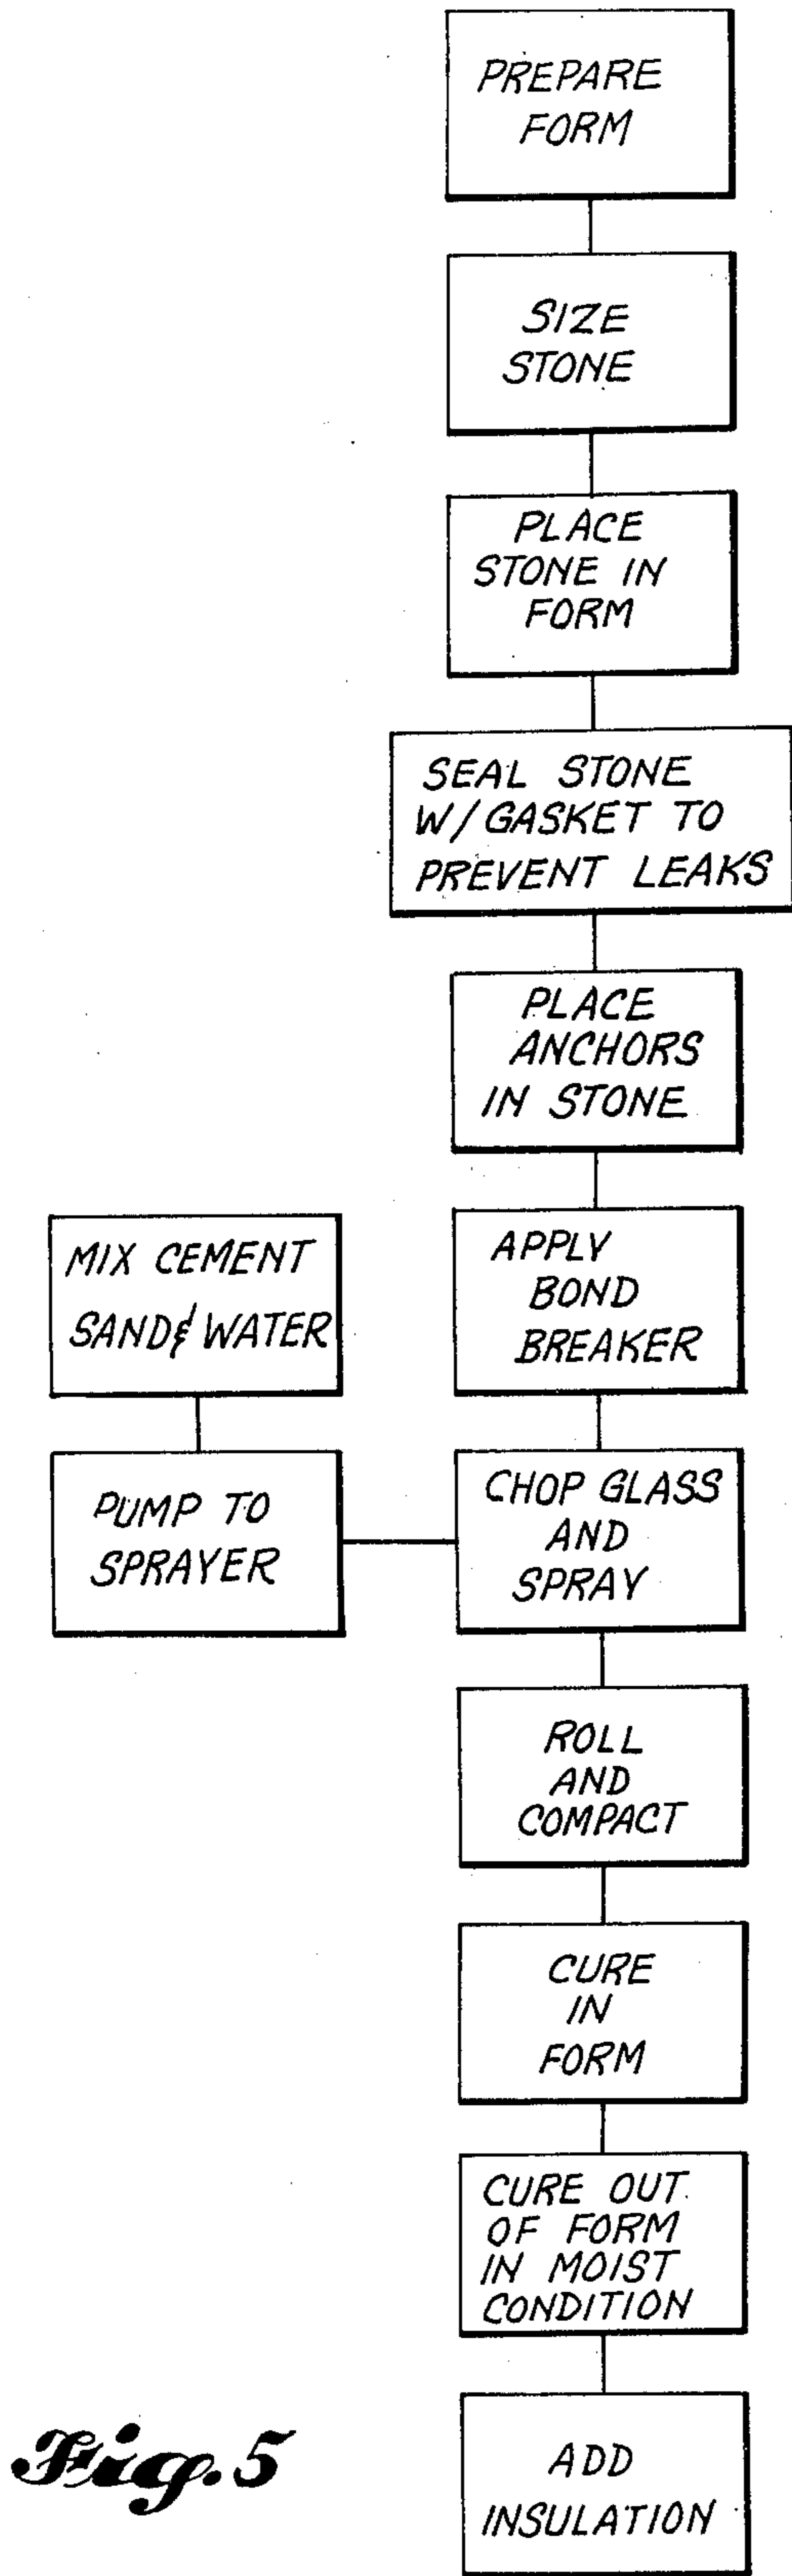 PREPARE
FORM
SIZE
STONE
PLACE
STONE IN
FORM
SEAL STONE
W/GASKET TO
PREVENT LEAKS
PLACE
ANCHORS
IN STONE
APPLY
BOND
BREAKER
MIX CEMENT
SAND & WATER
PUMP TO
SPRAYER
CHOP GLASS
AND
SPRAY
ROLL
AND
COMPACT
CURE
IN
FORM
CURE OUT
OF FORM
IN MOIST
CONDITION
ADD
INSULATION
Fig. 5